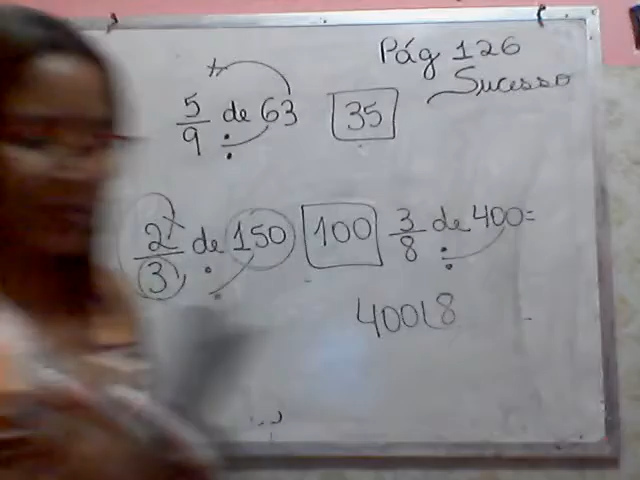 Pág 126
Sucesso
5/9 de 63 35
2/3 de 150 100 3/8 de 400=
400(8